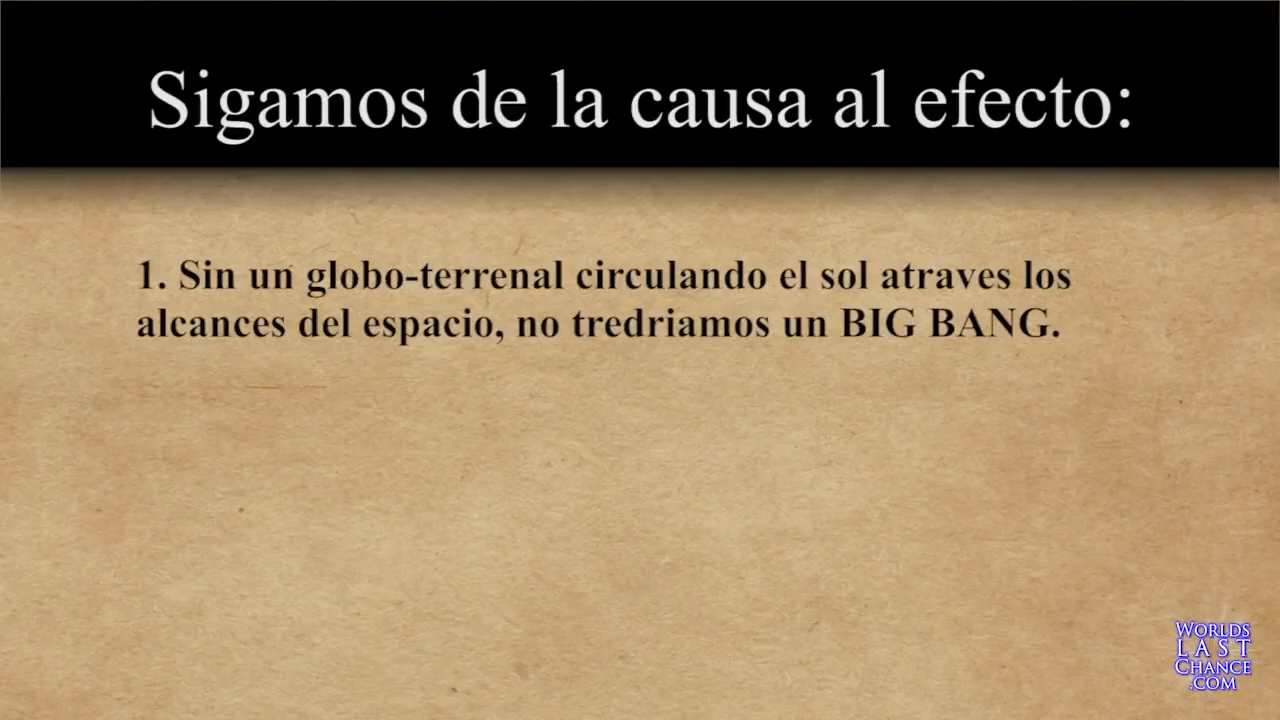 Sigamos de la causa al efecto:
1. Sin un globo-terrenal circulando el sol atraves los
alcances del espacio, no tredriamos un BIG BANG.
WORLDS
LAST
CHANCE
.COM